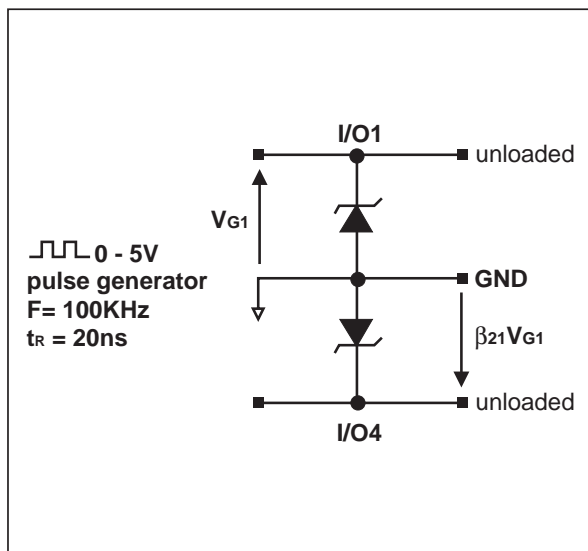 I/O1
unloaded
VG1
0 - 5V
pulse generator
F= 100KHz
tR = 20ns
GND
β21VG1
unloaded
I/O4